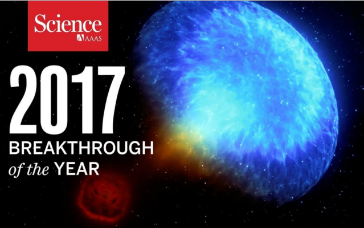 Science
AAAS
2017
BREAKTHROUGH
of the YEAR